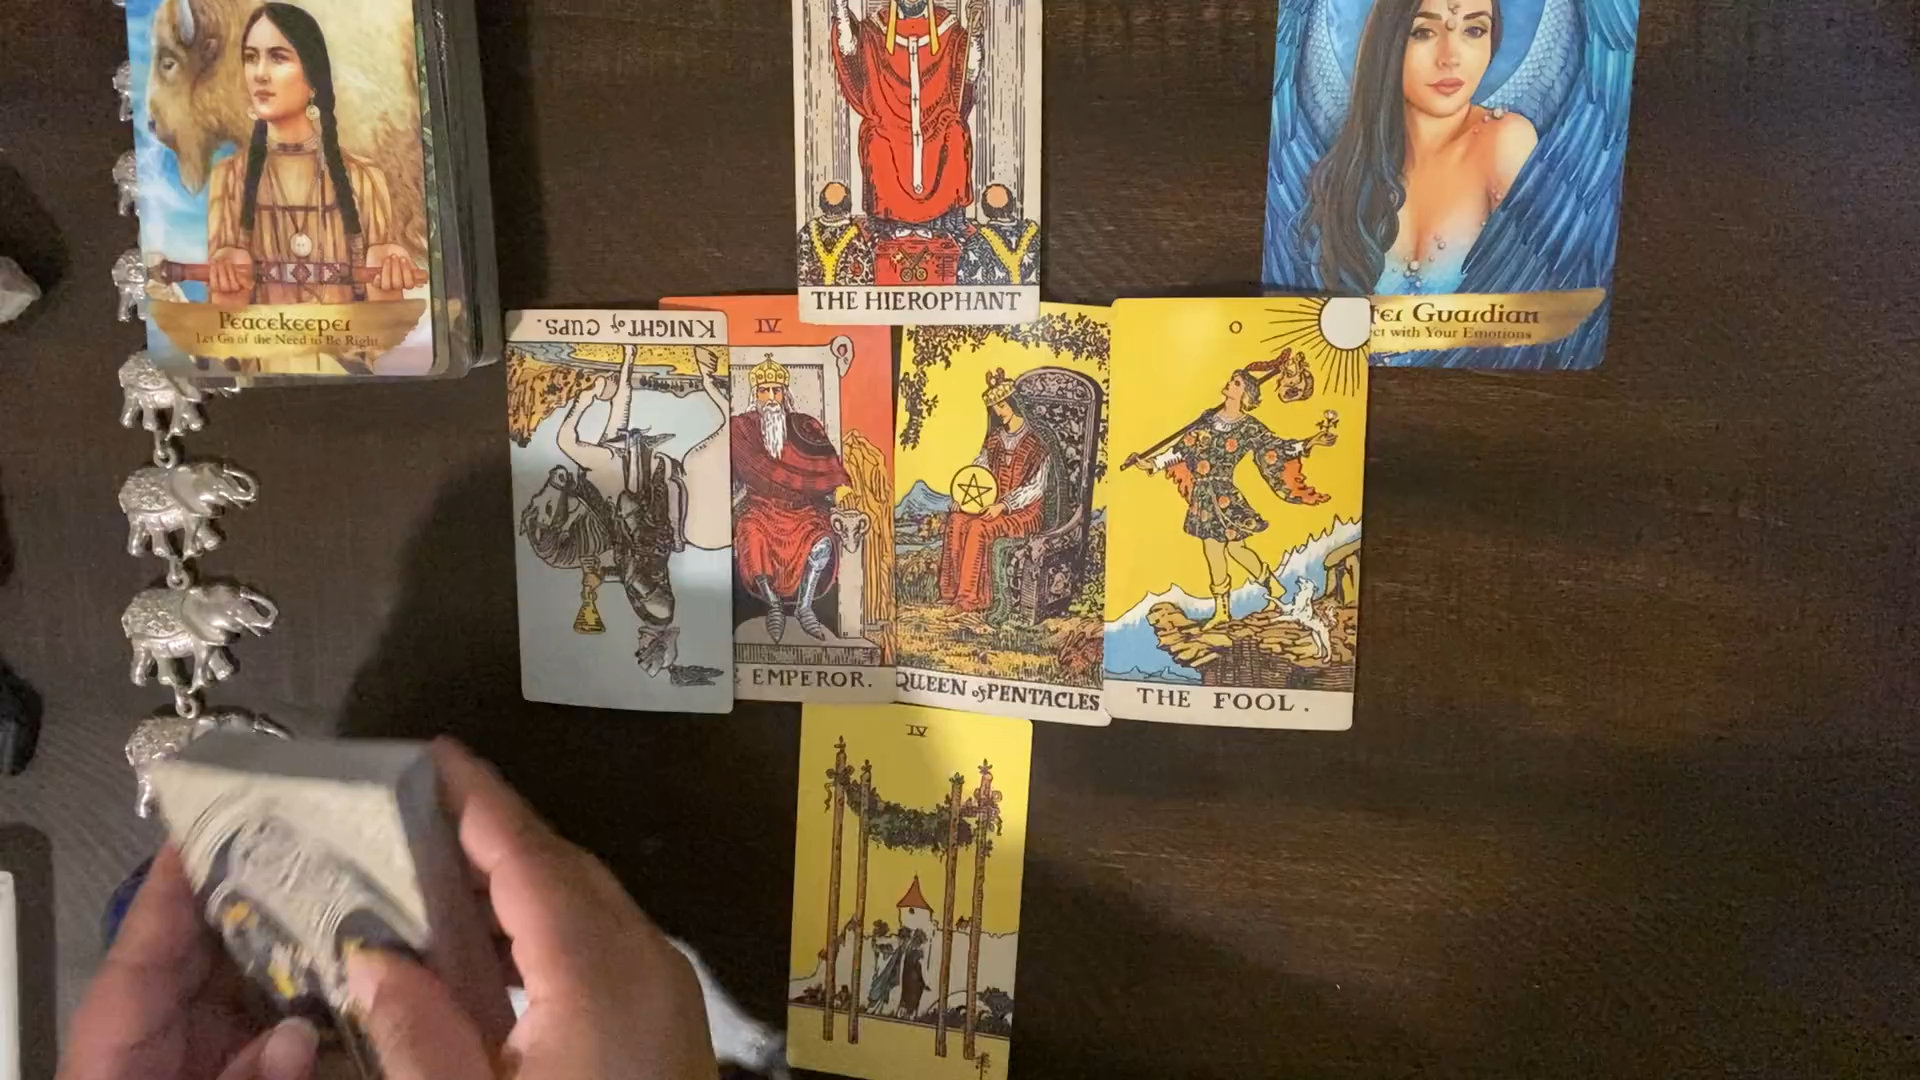 Peacekeeper
Let Go of the Need to Be Right
THE HIEROPHANT
Guardian
with Your Emotions
KNIGHT of CUPS.
IV
EMPEROR.
QUEEN of PENTACLES
0
THE FOOL.
IV